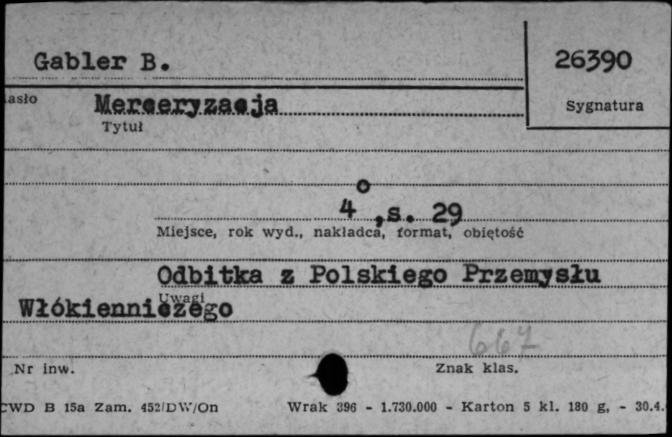 Gabler B.
26390
asło
Merceryzacja
Sygnatura
Tytuł
4°, s. 29
Miejsce, rok wyd., nakładca, format, objętość
Odbitka z Polskiego Przemysłu
Uwagi
Włókienniczego
667
Nr inw.
Znak klas.
CWD B 15a Zam. 452/DW/On
Wrak 396 - 1.730.000 - Karton 5 kl. 180 g. - 30.4.